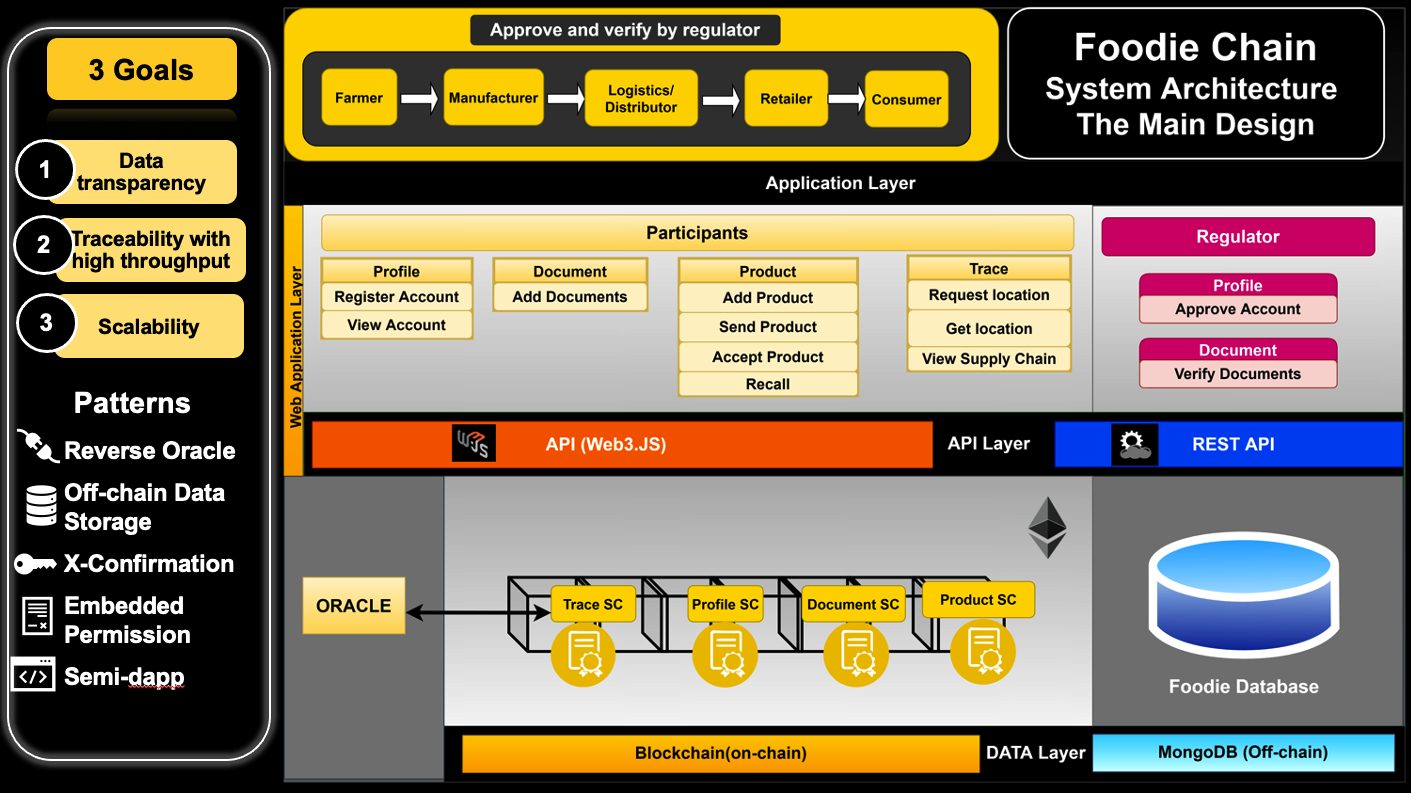 3 Goals
1
Data
transparency
2
Traceability with
high throughput
3
Scalability
Patterns
Reverse Oracle
Off-chain Data
Storage
X-Confirmation
Embedded
Permission
Semi-dapp
Approve and verify by regulator
Farmer
Manufacturer
Logistics/
Distributor
Retailer
Consumer
Foodie Chain
System Architecture
The Main Design
Application Layer
Web Application Layer
Participants
Profile
Register Account
View Account
Document
Add Documents
Product
Add Product
Send Product
Accept Product
Recall
Trace
Request location
Get location
View Supply Chain
Regulator
Profile
Approve Account
Document
Verify Documents
W3JS
API (Web3.JS)
API Layer
REST API
ORACLE
Trace SC
Profile SC
Document SC
Product SC
Foodie Database
Blockchain(on-chain)
DATA Layer
MongoDB (Off-chain)